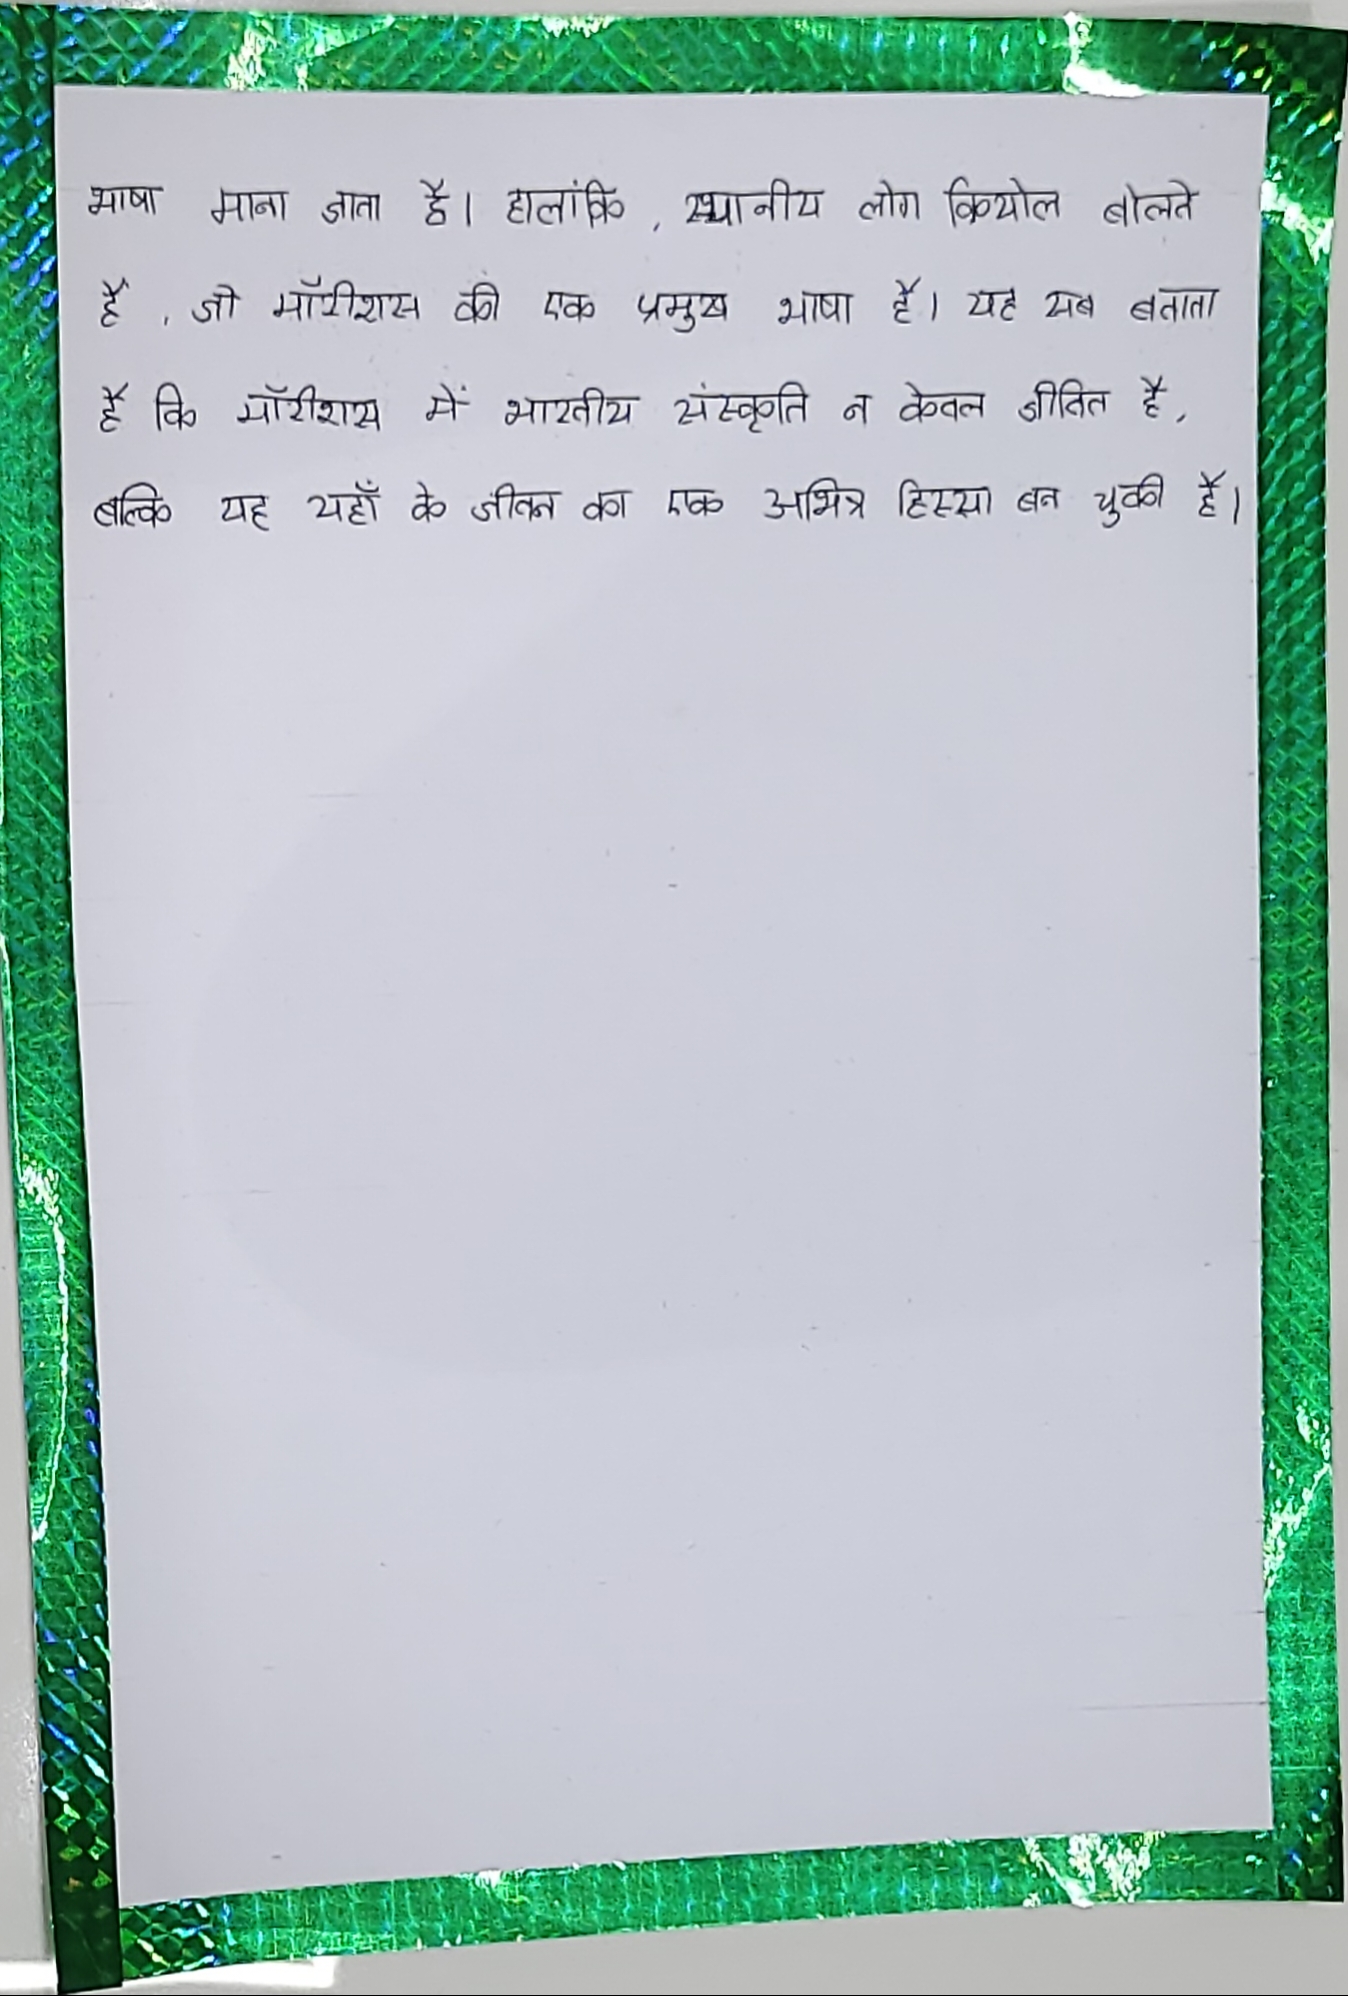 भाषा माना जाता है। हालांकि, स्थानीय लोग क्रियोल बोलते
हैं, जो मॉरीशस की एक प्रमुख भाषा है। यह सब बताता
है कि मॉरीशस में भारतीय संस्कृति न केवल जीवित है,
बल्कि यह यहाँ के जीवन का एक अभिन्न हिस्सा बन चुकी है।